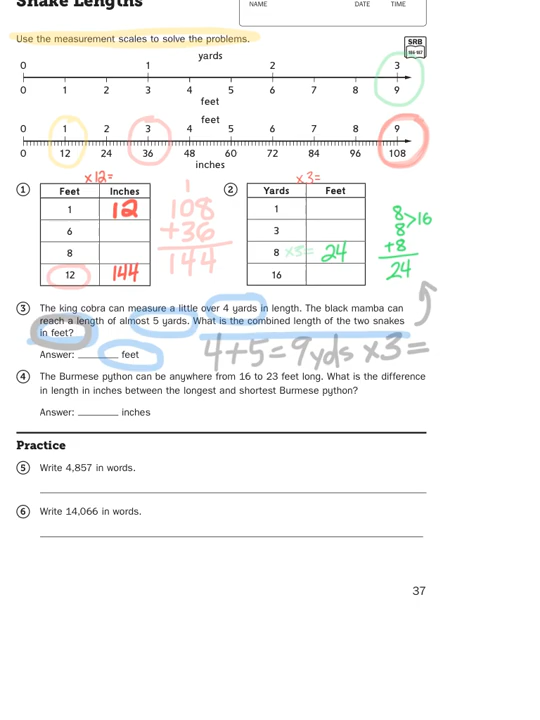 Snake Lengths
NAME DATE TIME
Use the measurement scales to solve the problems.
SRB
yards
0 1 2 3
0 1 2 3 4 5 6 7 8 9
feet
feet
0 1 2 3 4 5 6 7 8 9
0 12 24 36 48 60 72 84 96 108
inches
x12=
1 Feet Inches
1 12
6
8
12 144
1
108
+36
144
x3=
2 Yards Feet
1
3
8 x3= 24
16
8>16
8
+8
24
3 The king cobra can measure a little over 4 yards in length. The black mamba can
reach a length of almost 5 yards. What is the combined length of the two snakes
in feet?
4+5=9yds x3=
Answer: ______ feet
4 The Burmese python can be anywhere from 16 to 23 feet long. What is the difference
in length in inches between the longest and shortest Burmese python?
Answer: ______ inches
Practice
5 Write 4,857 in words.
6 Write 14,066 in words.
37